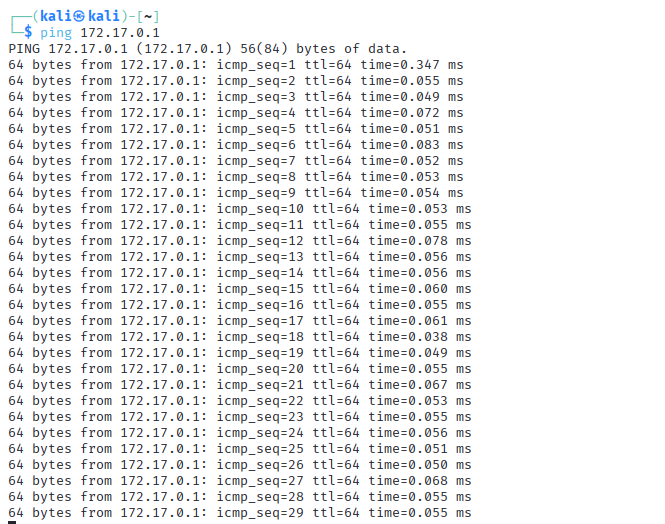 ┌──(kali㉿kali)-[~]
└─$ ping 172.17.0.1
PING 172.17.0.1 (172.17.0.1) 56(84) bytes of data.
64 bytes from 172.17.0.1: icmp_seq=1 ttl=64 time=0.347 ms
64 bytes from 172.17.0.1: icmp_seq=2 ttl=64 time=0.055 ms
64 bytes from 172.17.0.1: icmp_seq=3 ttl=64 time=0.049 ms
64 bytes from 172.17.0.1: icmp_seq=4 ttl=64 time=0.072 ms
64 bytes from 172.17.0.1: icmp_seq=5 ttl=64 time=0.051 ms
64 bytes from 172.17.0.1: icmp_seq=6 ttl=64 time=0.083 ms
64 bytes from 172.17.0.1: icmp_seq=7 ttl=64 time=0.052 ms
64 bytes from 172.17.0.1: icmp_seq=8 ttl=64 time=0.053 ms
64 bytes from 172.17.0.1: icmp_seq=9 ttl=64 time=0.054 ms
64 bytes from 172.17.0.1: icmp_seq=10 ttl=64 time=0.053 ms
64 bytes from 172.17.0.1: icmp_seq=11 ttl=64 time=0.055 ms
64 bytes from 172.17.0.1: icmp_seq=12 ttl=64 time=0.078 ms
64 bytes from 172.17.0.1: icmp_seq=13 ttl=64 time=0.056 ms
64 bytes from 172.17.0.1: icmp_seq=14 ttl=64 time=0.056 ms
64 bytes from 172.17.0.1: icmp_seq=15 ttl=64 time=0.060 ms
64 bytes from 172.17.0.1: icmp_seq=16 ttl=64 time=0.055 ms
64 bytes from 172.17.0.1: icmp_seq=17 ttl=64 time=0.061 ms
64 bytes from 172.17.0.1: icmp_seq=18 ttl=64 time=0.038 ms
64 bytes from 172.17.0.1: icmp_seq=19 ttl=64 time=0.049 ms
64 bytes from 172.17.0.1: icmp_seq=20 ttl=64 time=0.055 ms
64 bytes from 172.17.0.1: icmp_seq=21 ttl=64 time=0.067 ms
64 bytes from 172.17.0.1: icmp_seq=22 ttl=64 time=0.053 ms
64 bytes from 172.17.0.1: icmp_seq=23 ttl=64 time=0.055 ms
64 bytes from 172.17.0.1: icmp_seq=24 ttl=64 time=0.056 ms
64 bytes from 172.17.0.1: icmp_seq=25 ttl=64 time=0.051 ms
64 bytes from 172.17.0.1: icmp_seq=26 ttl=64 time=0.050 ms
64 bytes from 172.17.0.1: icmp_seq=27 ttl=64 time=0.068 ms
64 bytes from 172.17.0.1: icmp_seq=28 ttl=64 time=0.055 ms
64 bytes from 172.17.0.1: icmp_seq=29 ttl=64 time=0.055 ms